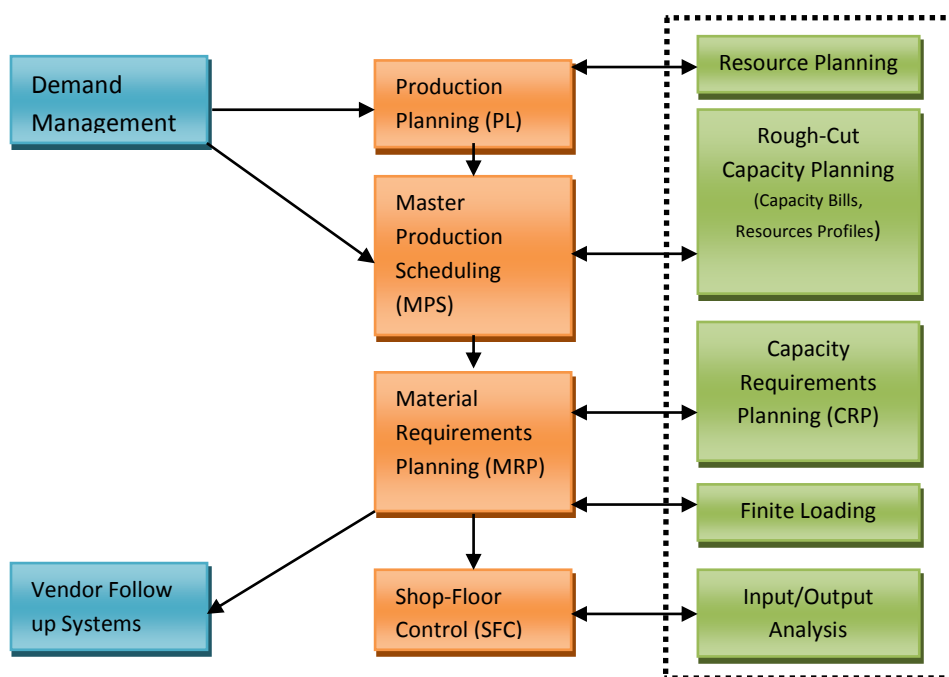 Demand
Management
Production
Planning (PL)
Resource Planning
Rough-Cut
Capacity Planning
(Capacity Bills,
Resources Profiles)
Master
Production
Scheduling
(MPS)
Capacity
Requirements
Planning (CRP)
Material
Requirements
Planning (MRP)
Finite Loading
Vendor Follow
up Systems
Shop-Floor
Control (SFC)
Input/Output
Analysis